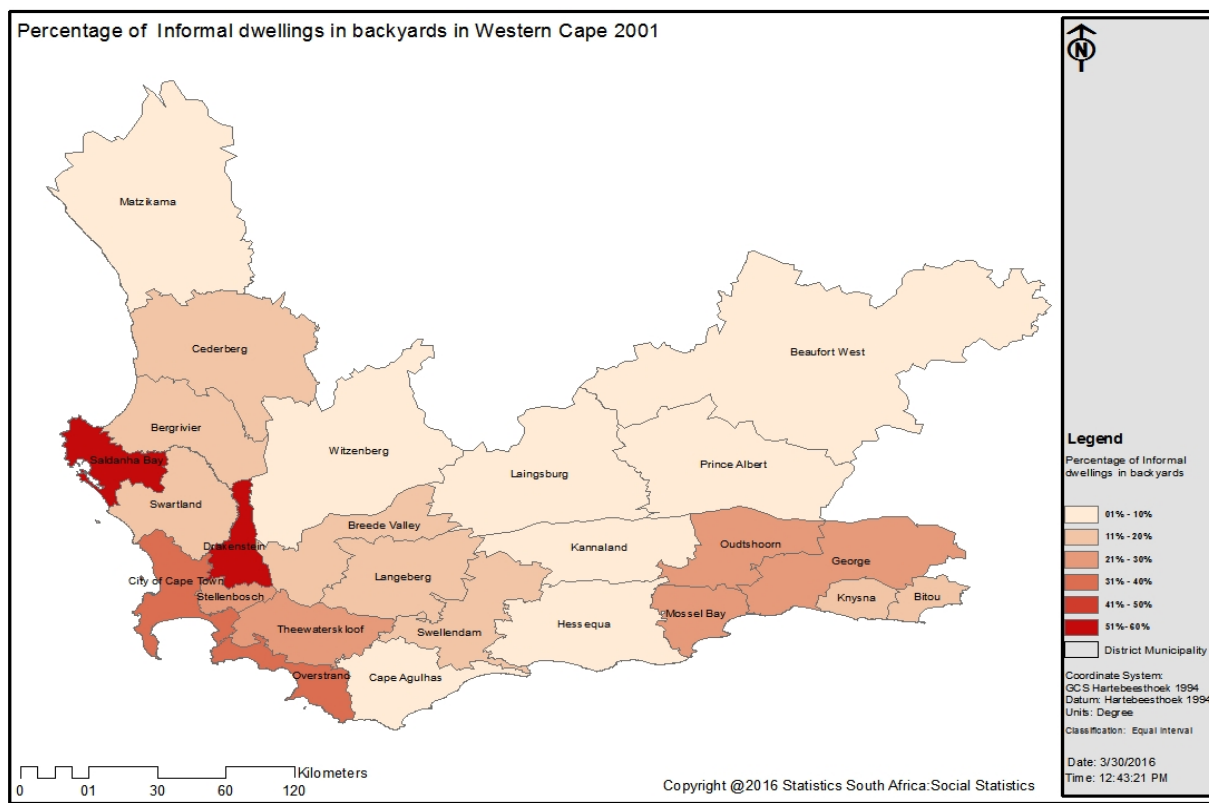 Percentage of Informal dwellings in backyards in Western Cape 2001
N
Matzikama
Cederberg
Beaufort West
Bergrivier
Witzenberg
Saldanha Bay
Laingsburg
Prince Albert
Swartland
Breede Valley
Drakenstein
Kannaland
Oudtshoorn
George
City of Cape Town
Langeberg
Stellenbosch
Knysna
Bitou
Mossel Bay
Hessequa
Theewaterskloof
Swellendam
Overstrand
Cape Agulhas
Legend
Percentage of Informal
dwellings in backyards
01% - 10%
11% - 20%
21% - 30%
31% - 40%
41% - 50%
51%- 60%
District Municipality
Coordinate System:
GCS Hartebeesthoek 1994
Datum: Hartebeesthoek 1994
Units: Degree
Classification: Equal Interval
Date: 3/30/2016
Time: 12:43:21 PM
Kilometers
0 01 30 60 120
Copyright @2016 Statistics South Africa:Social Statistics